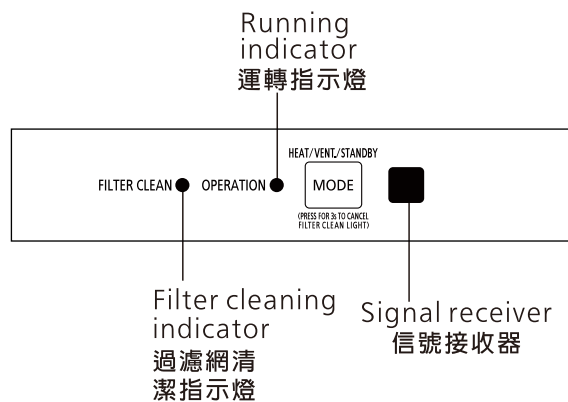 Running
indicator
運轉指示燈
HEAT/VENT./STANDBY
FILTER CLEAN
OPERATION
MODE
(PRESS FOR 3s TO CANCEL
FILTER CLEAN LIGHT)
Filter cleaning
indicator
過濾網清
潔指示燈
Signal receiver
信號接收器